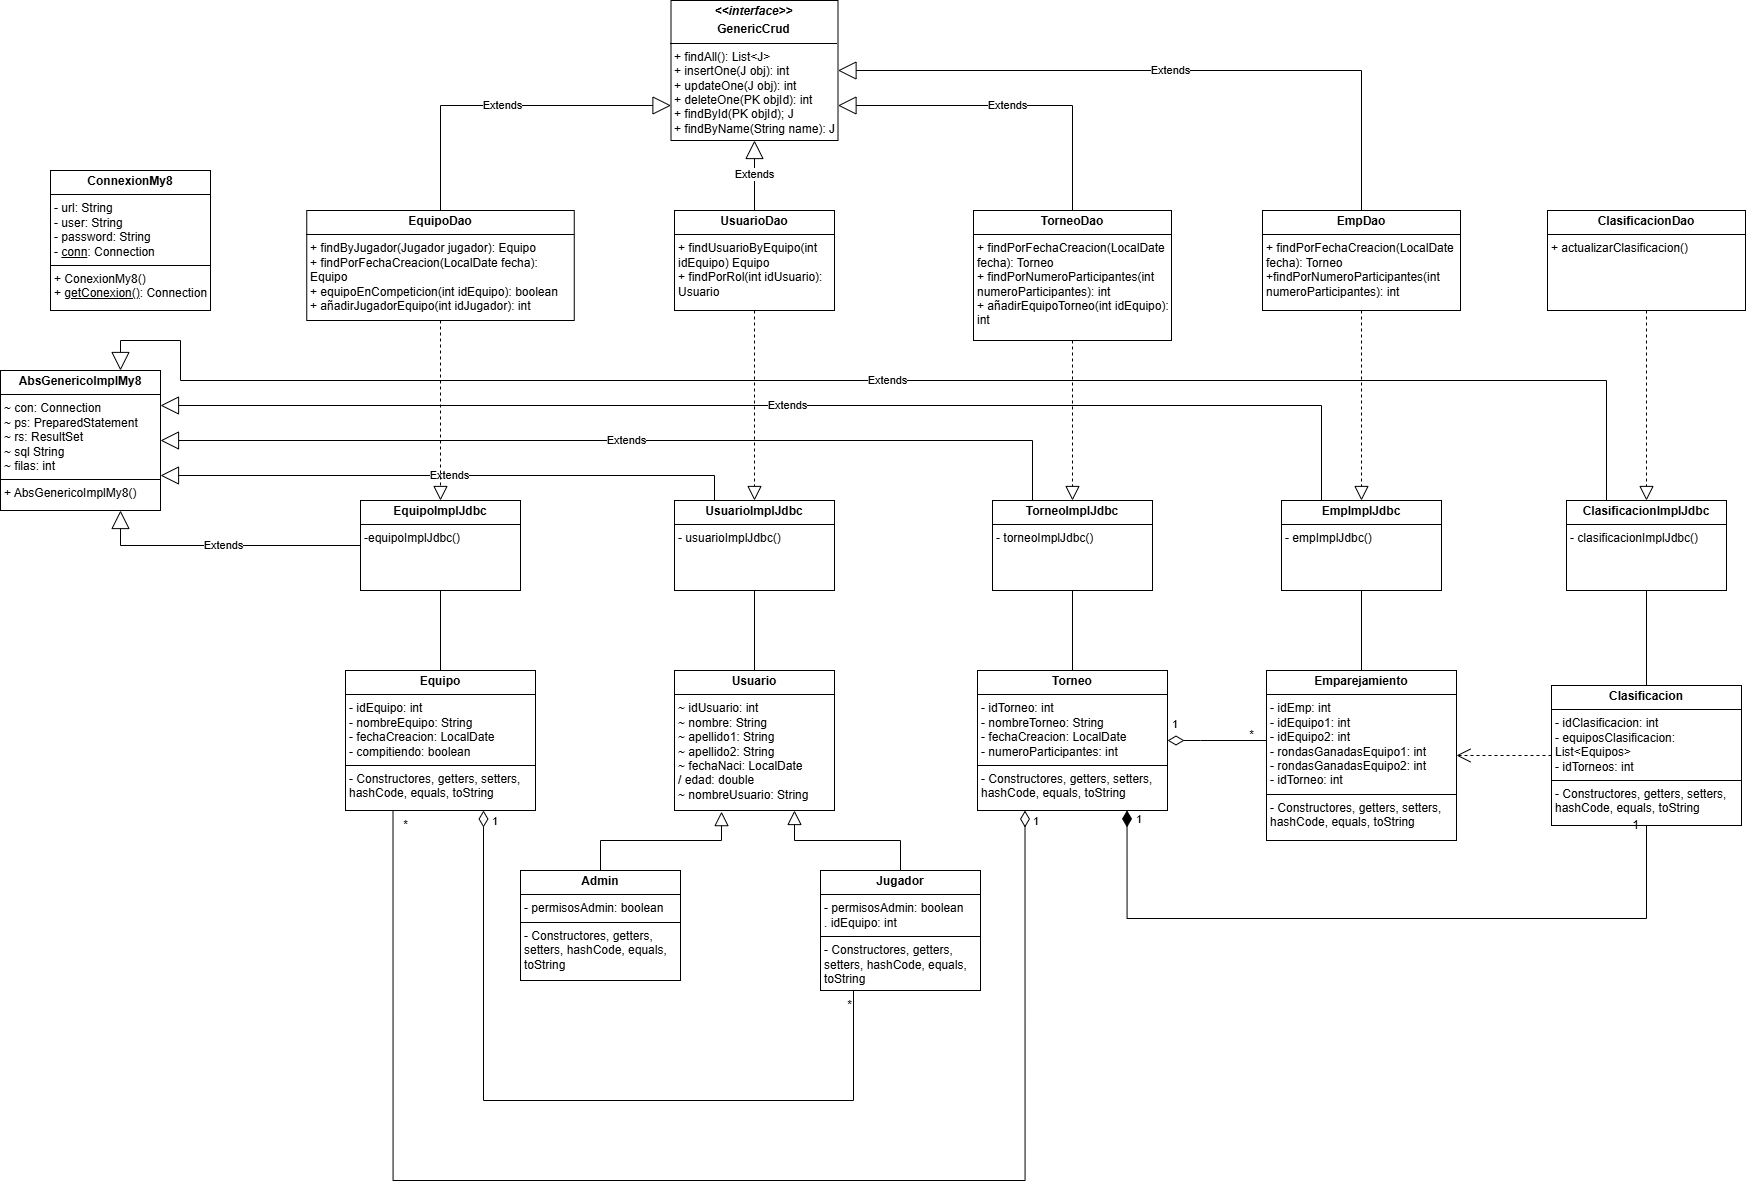 <<interface>>
GenericCrud
+ findAll(): List<J>
+ insertOne(J obj): int
+ updateOne(J obj): int
+ deleteOne(PK objId): int
+ findById(PK objId); J
+ findByName(String name): J
Extends
Extends
Extends
Extends
ConnexionMy8
- url: String
- user: String
- password: String
- conn: Connection
+ ConexionMy8()
+ getConexion(): Connection
EquipoDao
+ findByJugador(Jugador jugador): Equipo
+ findPorFechaCreacion(LocalDate fecha):
Equipo
+ equipoEnCompeticion(int idEquipo): boolean
+ añadirJugadorEquipo(int idJugador): int
UsuarioDao
+ findUsuarioByEquipo(int
idEquipo) Equipo
+ findPorRol(int idUsuario):
Usuario
TorneoDao
+ findPorFechaCreacion(LocalDate
fecha): Torneo
+ findPorNumeroParticipantes(int
numeroParticipantes): int
+ añadirEquipoTorneo(int idEquipo):
int
EmpDao
+ findPorFechaCreacion(LocalDate
fecha): Torneo
+findPorNumeroParticipantes(int
numeroParticipantes): int
ClasificacionDao
+ actualizarClasificacion()
AbsGenericoImplMy8
~ con: Connection
~ ps: PreparedStatement
~ rs: ResultSet
~ sql String
~ filas: int
+ AbsGenericoImplMy8()
Extends
Extends
Extends
Extends
Extends
EquipoImplJdbc
-equipoImplJdbc()
UsuarioImplJdbc
- usuarioImplJdbc()
TorneoImplJdbc
- torneoImplJdbc()
EmpImplJdbc
- empImplJdbc()
ClasificacionImplJdbc
- clasificacionImplJdbc()
Equipo
- idEquipo: int
- nombreEquipo: String
- fechaCreacion: LocalDate
- compitiendo: boolean
- Constructores, getters, setters,
hashCode, equals, toString
*
1
Usuario
~ idUsuario: int
~ nombre: String
~ apellido1: String
~ apellido2: String
~ fechaNaci: LocalDate
/ edad: double
~ nombreUsuario: String
Torneo
- idTorneo: int
- nombreTorneo: String
- fechaCreacion: LocalDate
- numeroParticipantes: int
- Constructores, getters, setters,
hashCode, equals, toString
1
*
1
1
Emparejamiento
- idEmp: int
- idEquipo1: int
- idEquipo2: int
- rondasGanadasEquipo1: int
- rondasGanadasEquipo2: int
- idTorneo: int
- Constructores, getters, setters,
hashCode, equals, toString
Clasificacion
- idClasificacion: int
- equiposClasificacion:
List<Equipos>
- idTorneos: int
- Constructores, getters, setters,
hashCode, equals, toString
1
Admin
- permisosAdmin: boolean
- Constructores, getters,
setters, hashCode, equals,
toString
Jugador
- permisosAdmin: boolean
. idEquipo: int
- Constructores, getters,
setters, hashCode, equals,
toString
*